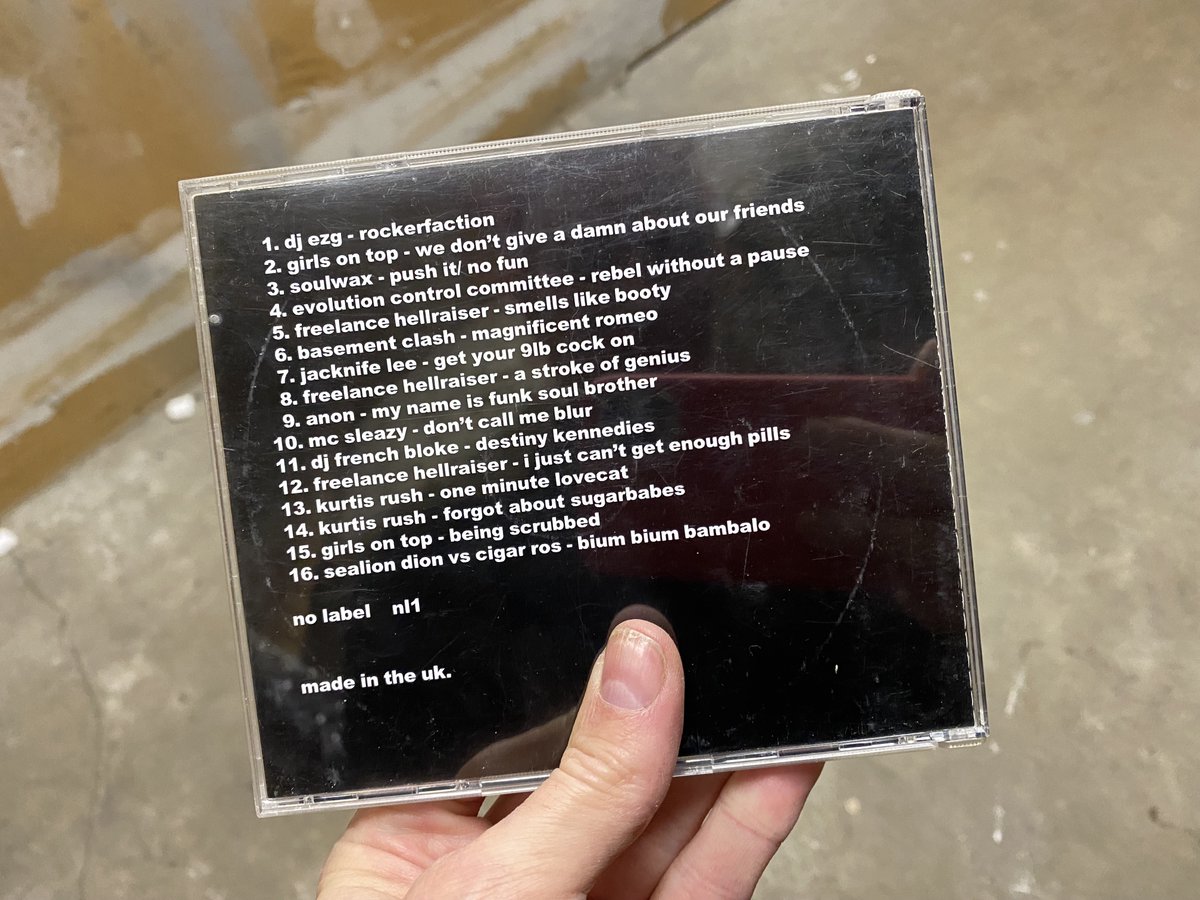 1. dj ezg - rockerfaction
2. girls on top - we don't give a damn about our friends
3. soulwax - push it/ no fun
4. evolution control committee - rebel without a pause
5. freelance hellraiser - smells like booty
6. basement clash - magnificent romeo
7. jacknife lee - get your 9lb cock on
8. freelance hellraiser - a stroke of genius
9. anon - my name is funk soul brother
10. mc sleazy - don't call me blur
11. dj french bloke - destiny kennedies
12. freelance hellraiser - i just can't get enough pills
13. kurtis rush - one minute lovecat
14. kurtis rush - forgot about sugarbabes
15. girls on top - being scrubbed
16. sealion dion vs cigar ros - bium bium bambalo
no label nl1
made in the uk.